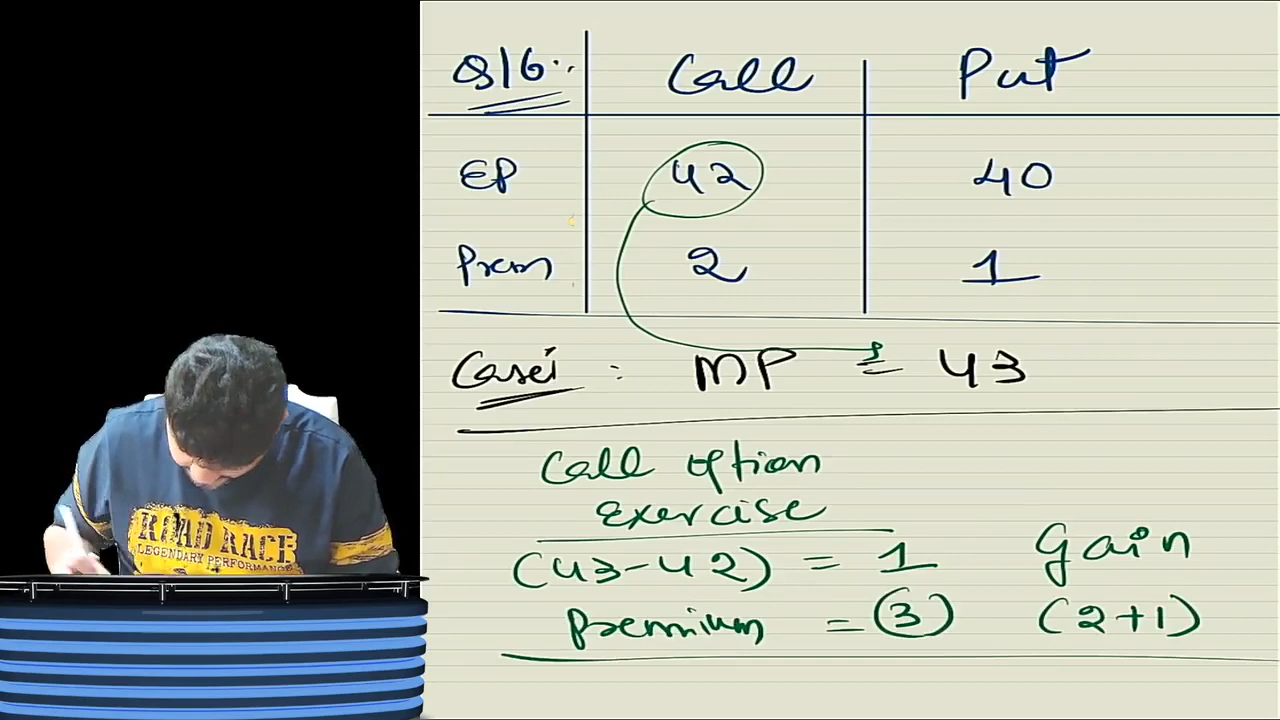 Q16:. Call Put
EP 42 40
Prem 2 1
Case i : MP = 43
Call option
exercise
(43-42) = 1 Gain
premium = (3) (2+1)
ROAD RACE
LEGENDARY PERFORMANCE